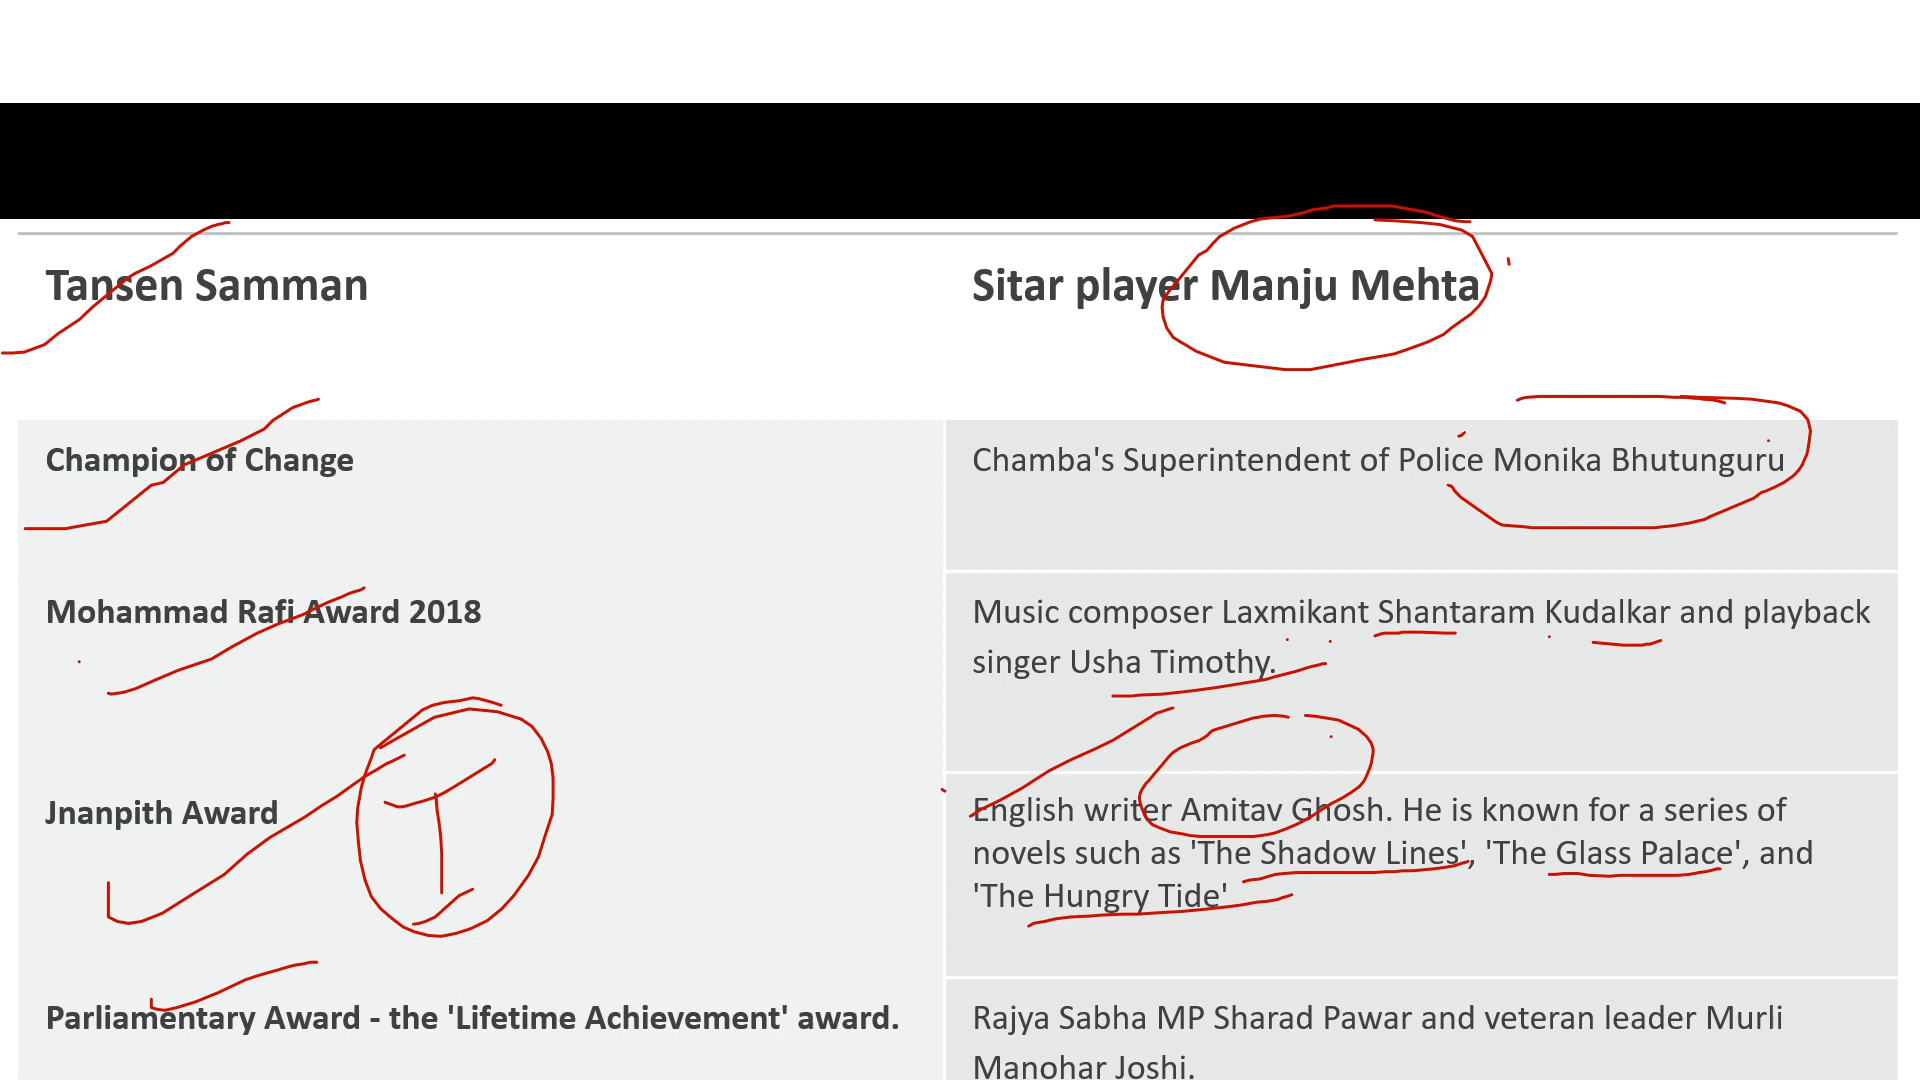 Tansen Samman
Sitar player Manju Mehta
Champion of Change
Chamba's Superintendent of Police Monika Bhutunguru
Mohammad Rafi Award 2018
Music composer Laxmikant Shantaram Kudalkar and playback
singer Usha Timothy.
Jnanpith Award
English writer Amitav Ghosh. He is known for a series of
novels such as 'The Shadow Lines', 'The Glass Palace', and
'The Hungry Tide'
Parliamentary Award - the 'Lifetime Achievement' award.
Rajya Sabha MP Sharad Pawar and veteran leader Murli
Manohar Joshi.